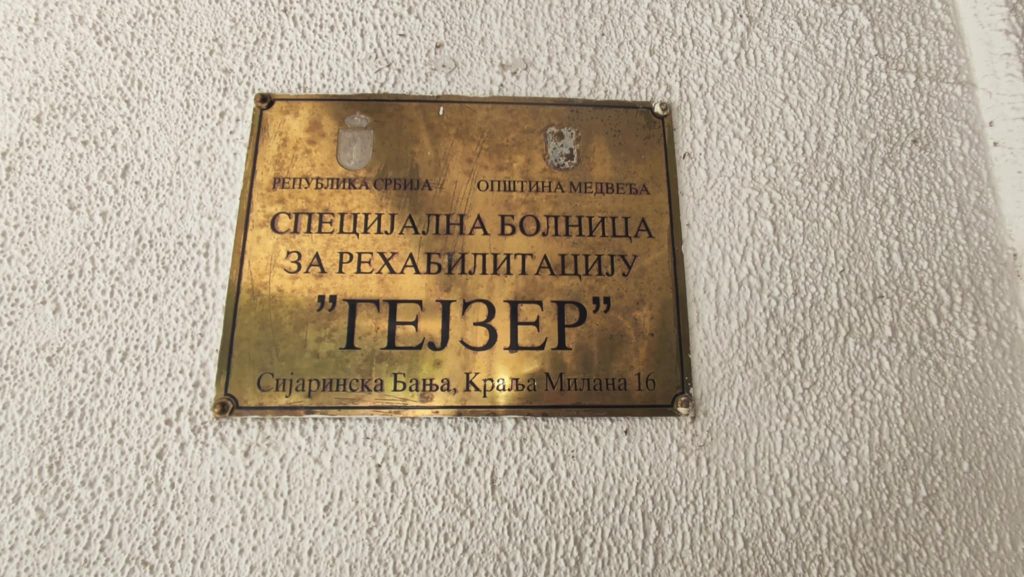 РЕПУБЛИКА СРБИЈА ОПШТИНА МЕДВЕЂА
СПЕЦИЈАЛНА БОЛНИЦА
ЗА РЕХАБИЛИТАЦИЈУ
"ГЕЈЗЕР"
Сијаринска Бања, Краља Милана 16